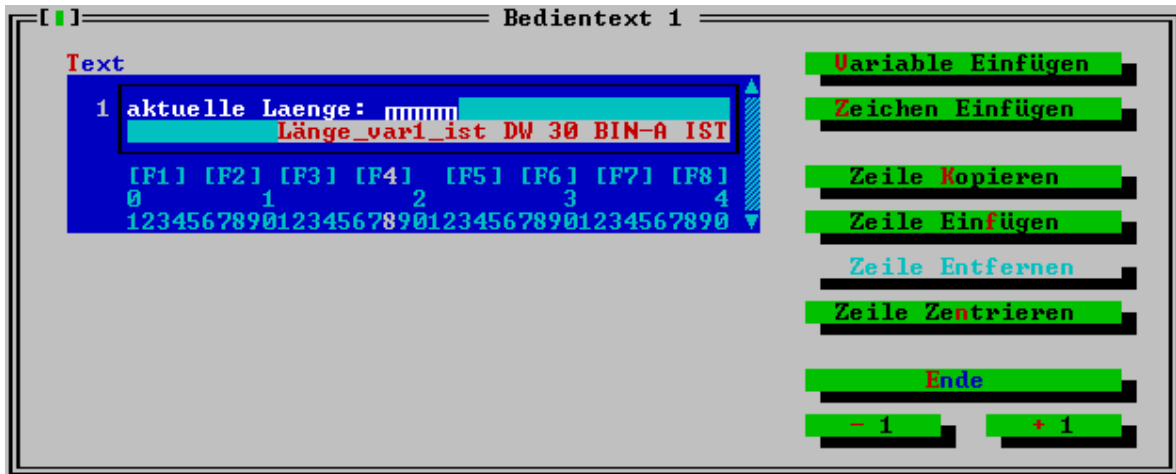 Bedientext 1
Text
1 aktuelle Laenge:
Länge_var1_ist DW 30 BIN-A IST
[F1] [F2] [F3] [F4] [F5] [F6] [F7] [F8]
0 1 2 3 4
1234567890123456789012345678901234567890
Variable Einfügen
Zeichen Einfügen
Zeile Kopieren
Zeile Einfügen
Zeile Entfernen
Zeile Zentrieren
Ende
- 1 + 1